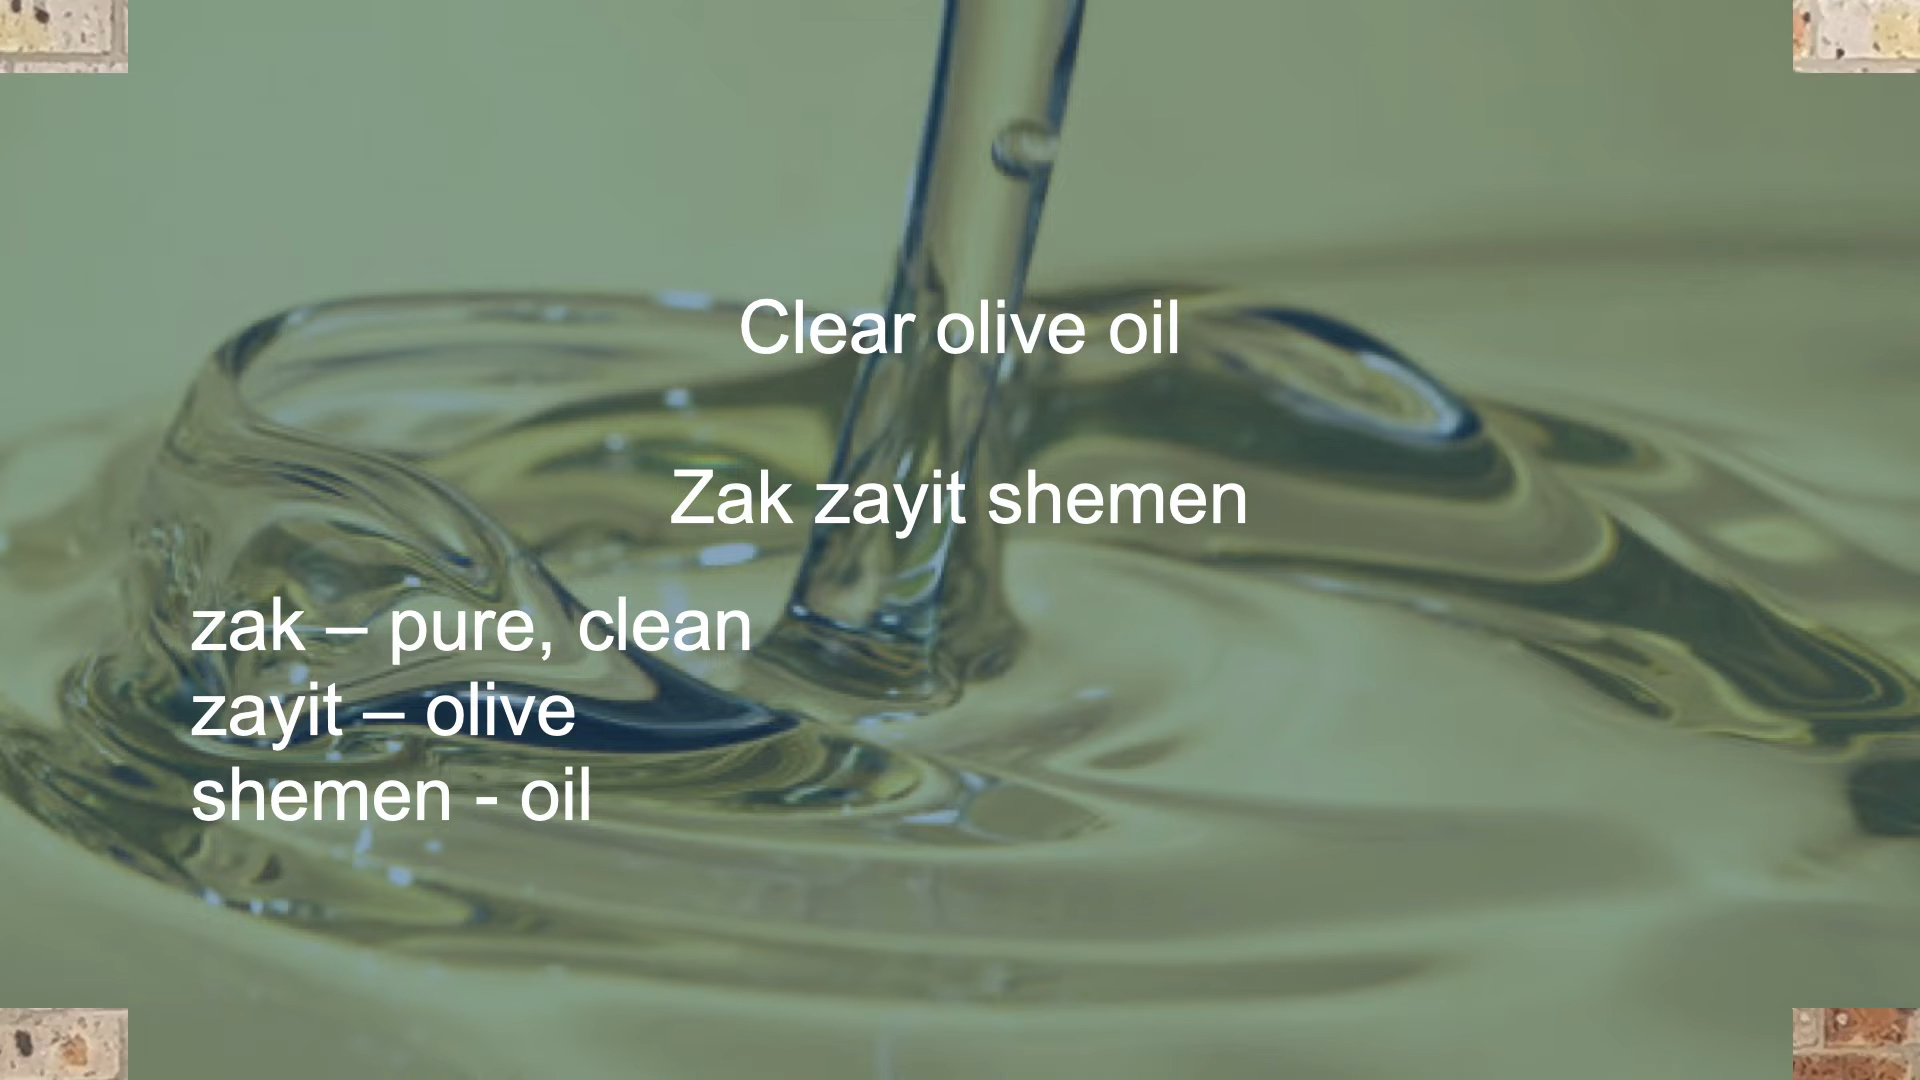 Clear olive oil
Zak zayit shemen
zak – pure, clean
zayit – olive
shemen - oil